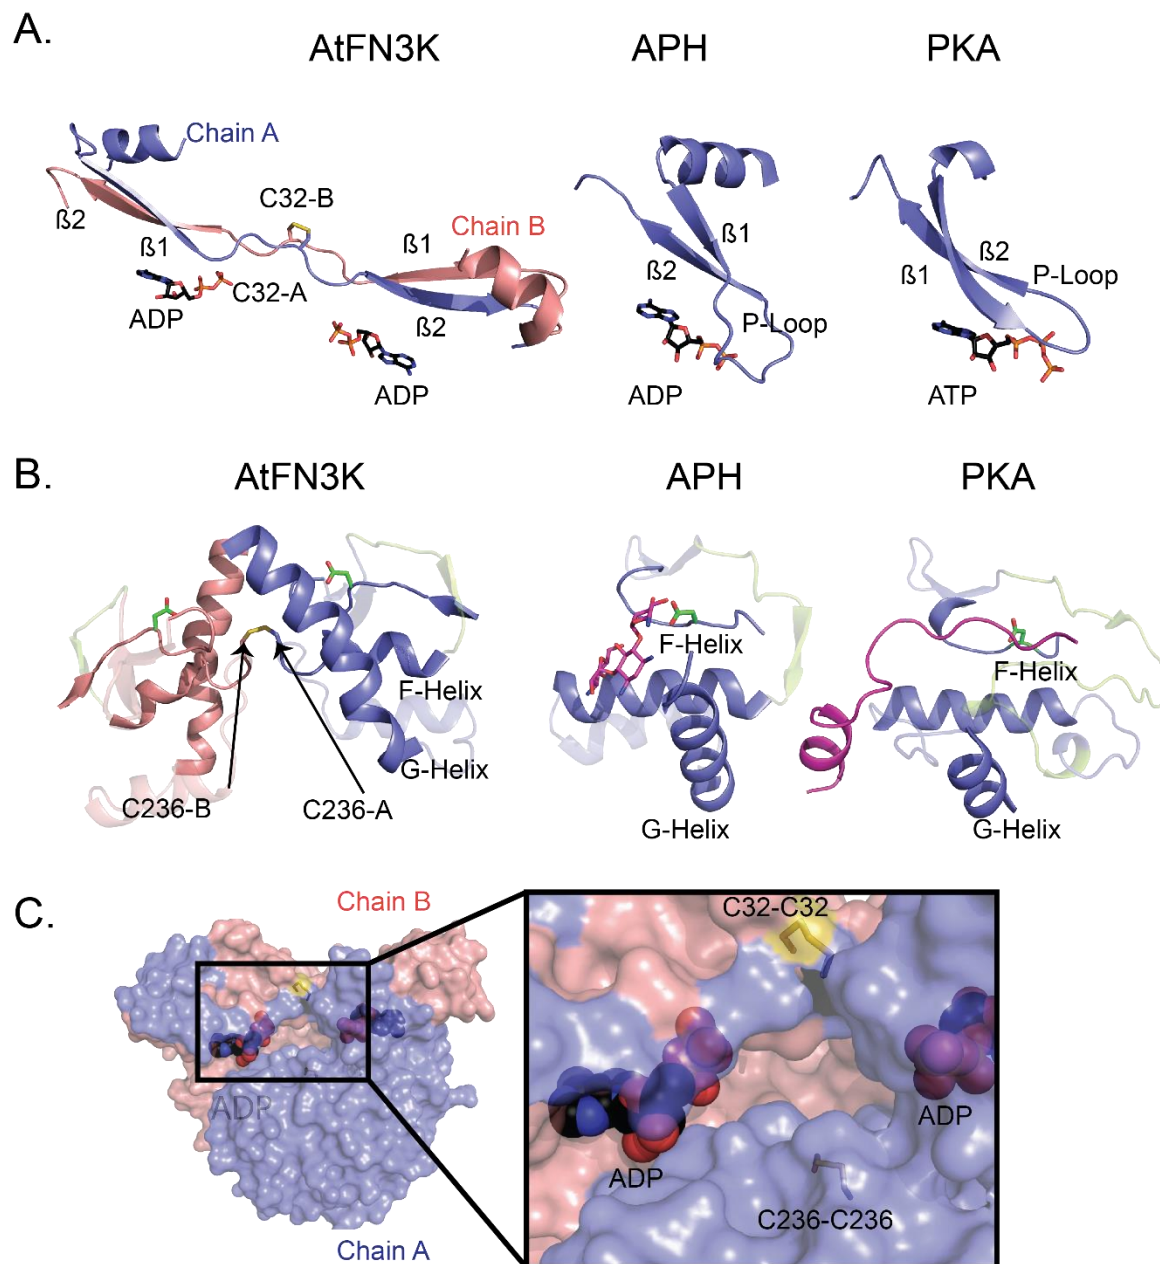 A.
AtFN3K
APH
PKA
Chain A
C32-B
Chain B
ß2
ß1
ß1
C32-A
ADP
ß2
ADP
ß1
ß2
P-Loop
ADP
ß2
ß1
P-Loop
ATP
B.
AtFN3K
APH
PKA
F-Helix
G-Helix
C236-B
C236-A
F-Helix
G-Helix
F-Helix
G-Helix
C.
Chain B
ADP
Chain A
C32-C32
ADP
ADP
C236-C236